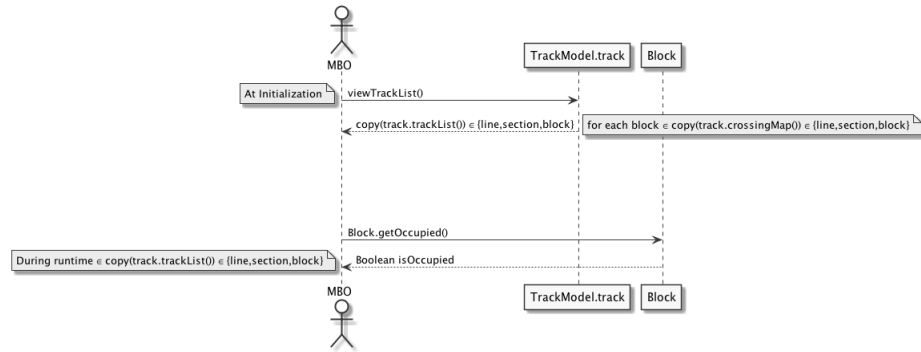 MBO
TrackModel.track
Block
At Initialization
viewTrackList()
copy(track.trackList()) ∈ {line,section,block}
for each block ∈ copy(track.crossingMap()) ∈ {line,section,block}
Block.getOccupied()
During runtime ∈ copy(track.trackList()) ∈ {line,section,block}
Boolean isOccupied
MBO
TrackModel.track
Block